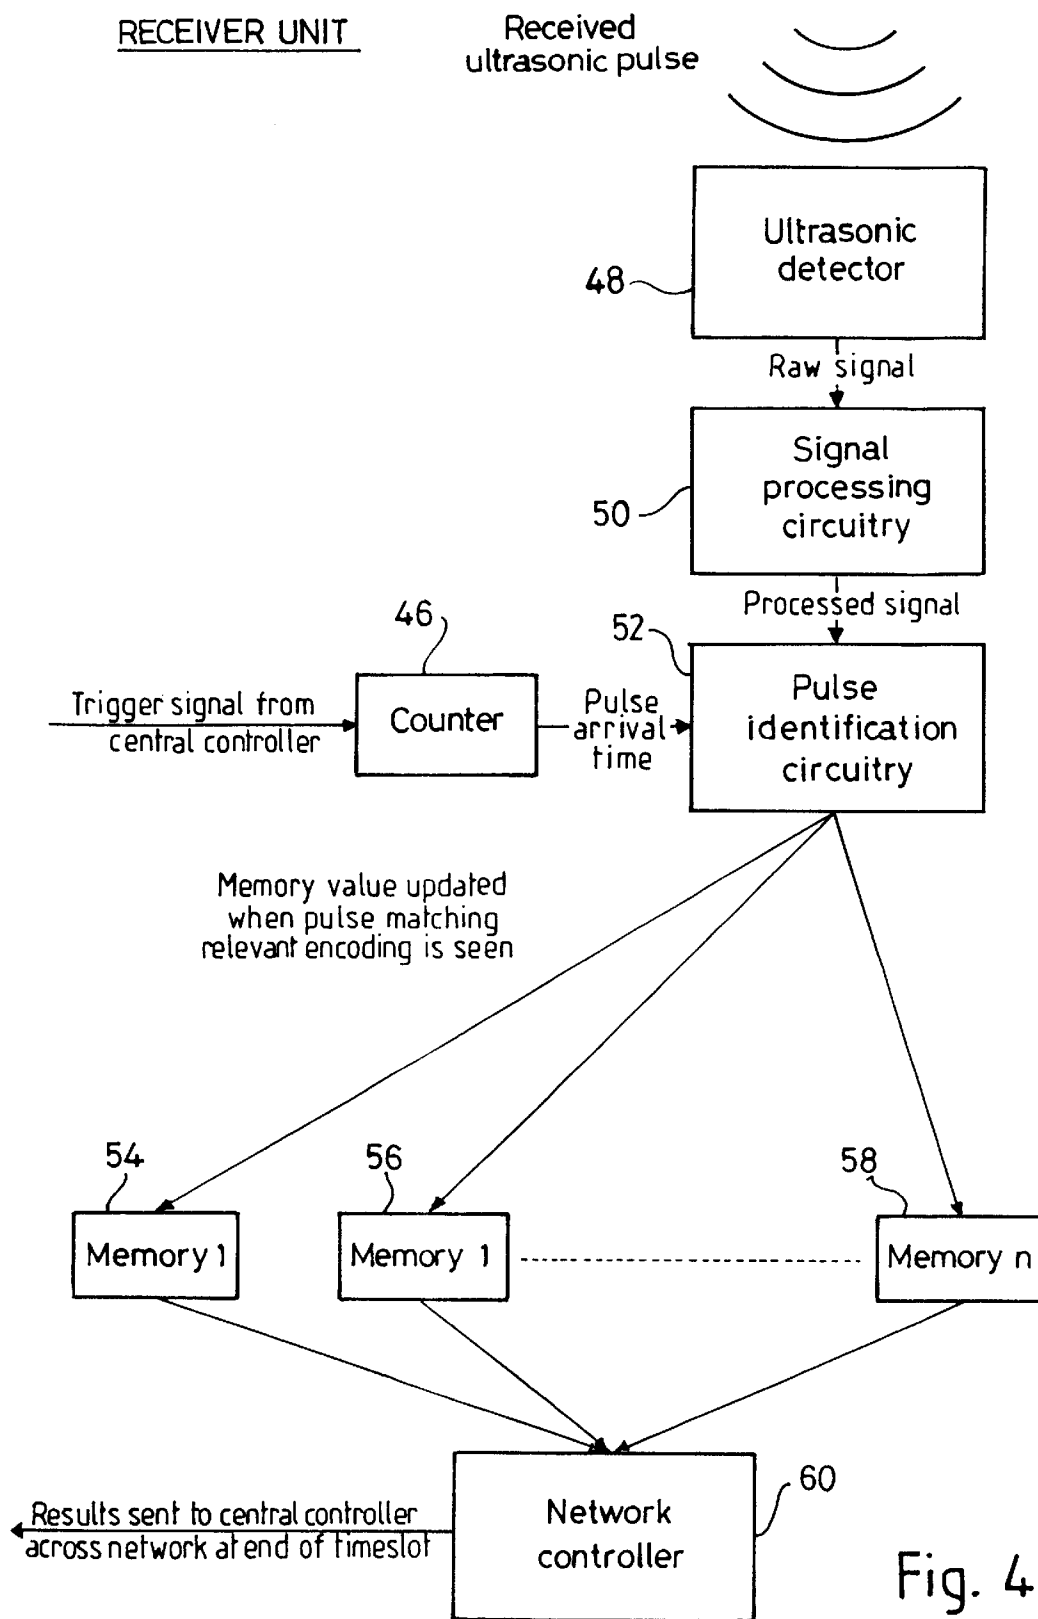 RECEIVER UNIT
Received
ultrasonic pulse
Ultrasonic
detector
48
Raw signal
Signal
processing
circuitry
50
Processed signal
46
52
Trigger signal from
central controller
Counter
Pulse
arrival
time
Pulse
identification
circuitry
Memory value updated
when pulse matching
relevant encoding is seen
54
56
58
Memory 1
Memory 1
Memory n
60
Results sent to central controller
across network at end of timeslot
Network
controller
Fig. 4